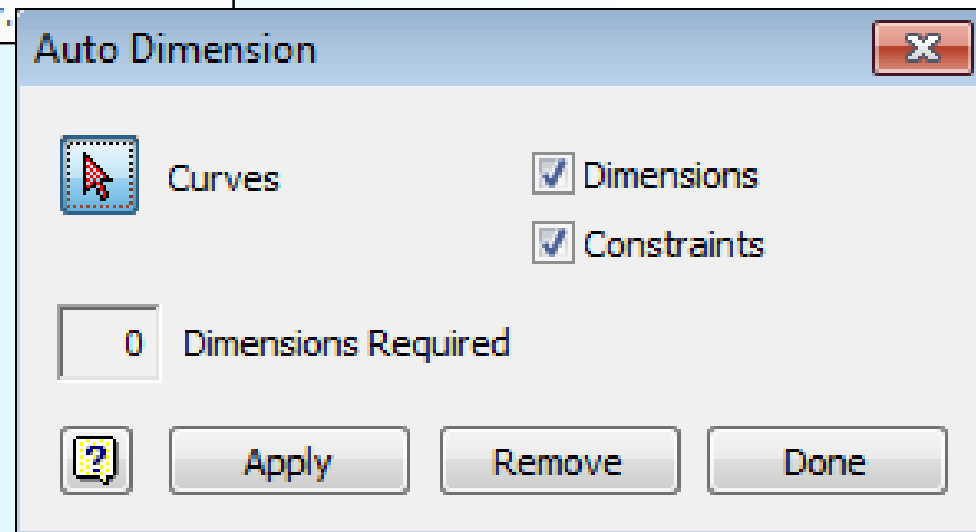 Auto Dimension
Curves
Dimensions
Constraints
0 Dimensions Required
? Apply Remove Done